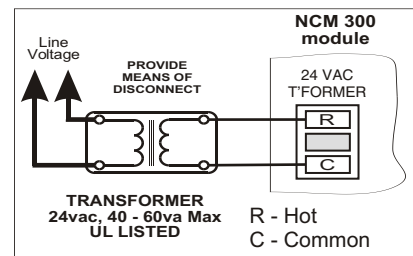 NCM 300
module
Line
Voltage
PROVIDE
MEANS OF
DISCONNECT
24 VAC
T'FORMER
R
C
TRANSFORMER
24vac, 40 - 60va Max
UL LISTED
R - Hot
C - Common